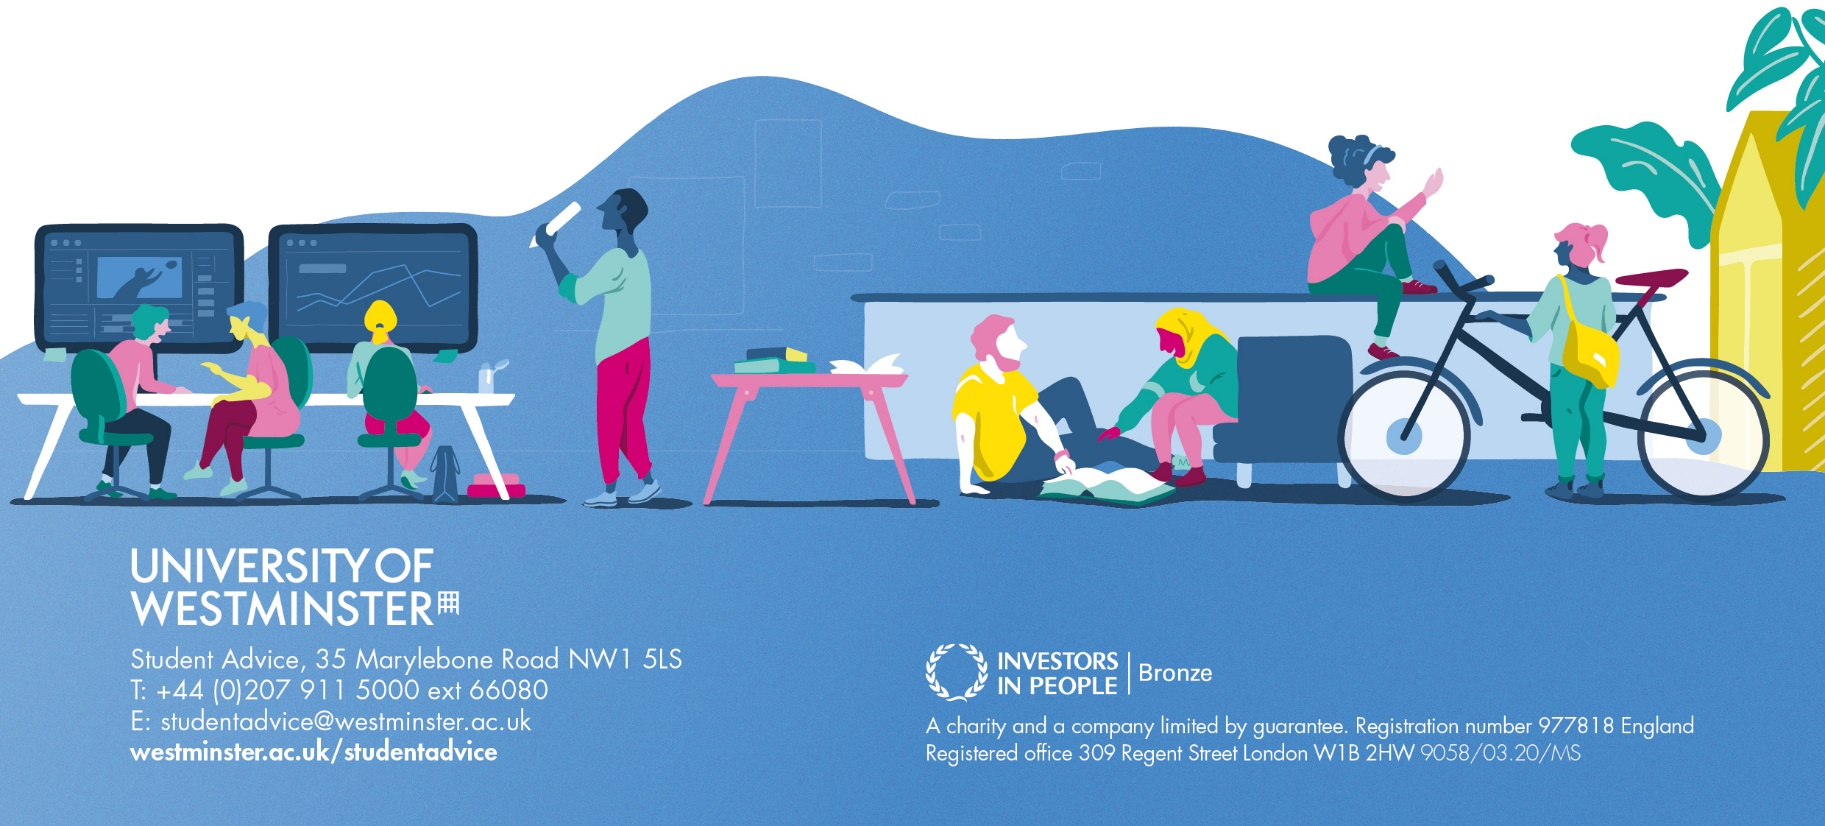 UNIVERSITY OF
WESTMINSTER
Student Advice, 35 Marylebone Road NW1 5LS
T: +44 (0)207 911 5000 ext 66080
E: studentadvice@westminster.ac.uk
westminster.ac.uk/studentadvice
INVESTORS
IN PEOPLE
Bronze
A charity and a company limited by guarantee. Registration number 977818 England
Registered office 309 Regent Street London W1B 2HW 9058/03.20/MS